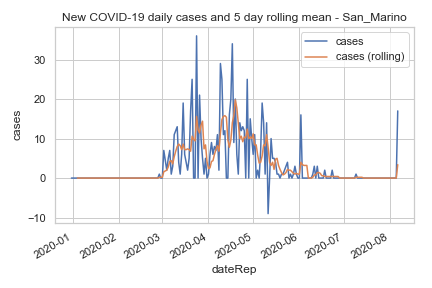 New COVID-19 daily cases and 5 day rolling mean - San_Marino
cases
cases (rolling)
30
20
10
0
−10
cases
2020-01
2020-02
2020-03
2020-04
2020-05
2020-06
2020-07
2020-08
dateRep